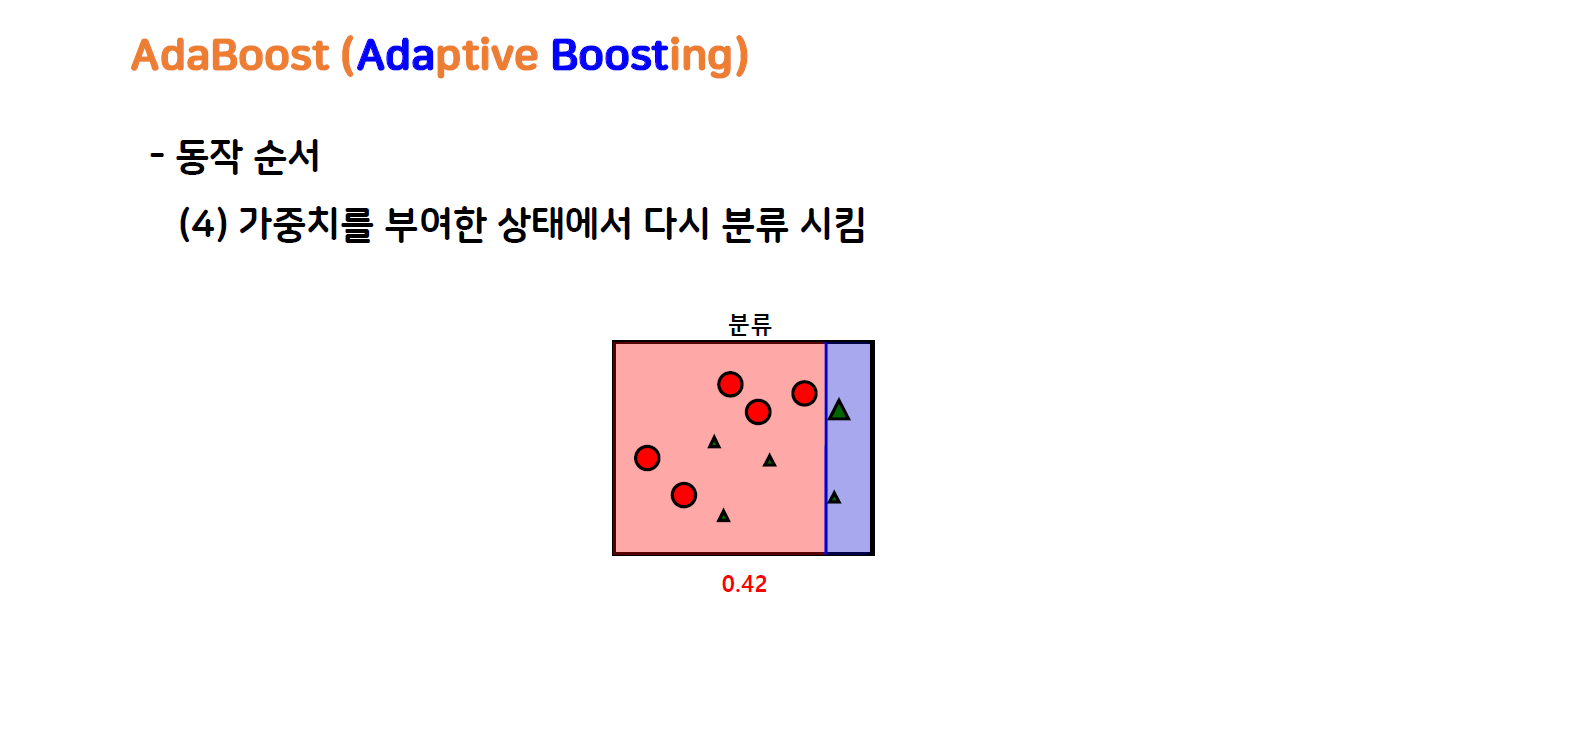 AdaBoost (Adaptive Boosting)
- 동작 순서
(4) 가중치를 부여한 상태에서 다시 분류 시킴
분류
0.42